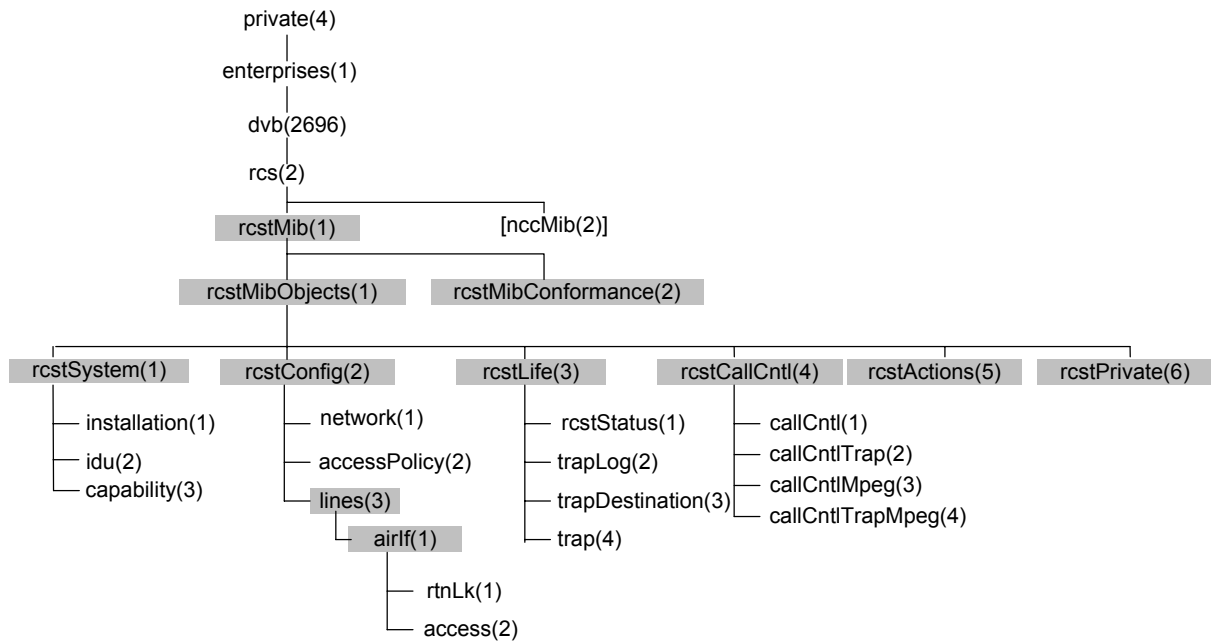 private(4)
enterprises(1)
dvb(2696)
rcs(2)
rcstMib(1)
[nccMib(2)]
rcstMibObjects(1)
rcstMibConformance(2)
rcstSystem(1)
rcstConfig(2)
rcstLife(3)
rcstCallCntl(4)
rcstActions(5)
rcstPrivate(6)
installation(1)
idu(2)
capability(3)
network(1)
accessPolicy(2)
lines(3)
airIf(1)
rtnLk(1)
access(2)
rcstStatus(1)
trapLog(2)
trapDestination(3)
trap(4)
callCntl(1)
callCntlTrap(2)
callCntlMpeg(3)
callCntlTrapMpeg(4)